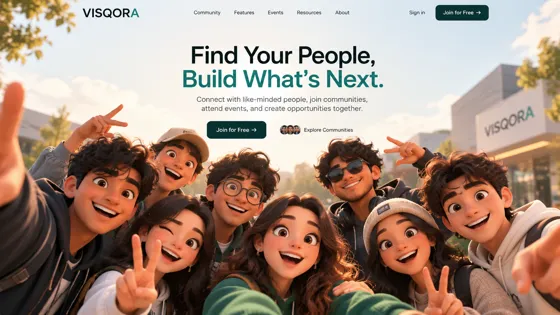 VISQORA
Community
Features
Events
Resources
About
Sign in
Join for Free →
Find Your People,
Build What's Next.
Connect with like-minded people, join communities,
attend events, and create opportunities together.
Join for Free →
Explore Communities
VISQORA